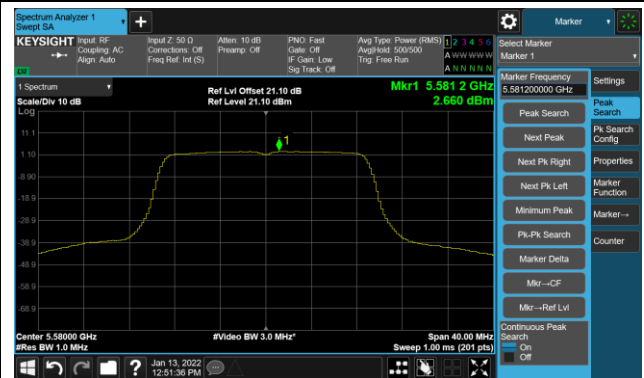 Spectrum Analyzer 1
Swept SA
+
Marker
KEYSIGHT
Input: RF
Coupling: AC
Align: Auto
Input Z: 50 Ω
Corrections: Off
Freq Ref: Int (S)
Atten: 10 dB
Preamp: Off
PNO: Fast
Gate: Off
IF Gain: Low
Sig Track: Off
Avg Type: Power (RMS)
Avg|Hold: 500/500
Trig: Free Run
1 2 3 4 5 6
A W W W W W
A N N N N N
LXI
Select Marker
Marker 1
1 Spectrum
Scale/Div 10 dB
Log
Ref Lvl Offset 21.10 dB
Ref Level 21.10 dBm
Mkr1 5.581 2 GHz
2.660 dBm
11.1
1.10
-8.90
-18.9
-28.9
-38.9
-48.9
-58.9
-68.9
1
Center 5.58000 GHz
#Res BW 1.0 MHz
#Video BW 3.0 MHz*
Span 40.00 MHz
Sweep 1.00 ms (201 pts)
Marker Frequency
5.581200000 GHz
Peak Search
Next Peak
Next Pk Right
Next Pk Left
Minimum Peak
Pk-Pk Search
Marker Delta
Mkr→CF
Mkr→Ref Lvl
Continuous Peak
Search
On
Off
Settings
Peak
Search
Pk Search
Config
Properties
Marker
Function
Marker→
Counter
?
Jan 13, 2022
12:51:36 PM